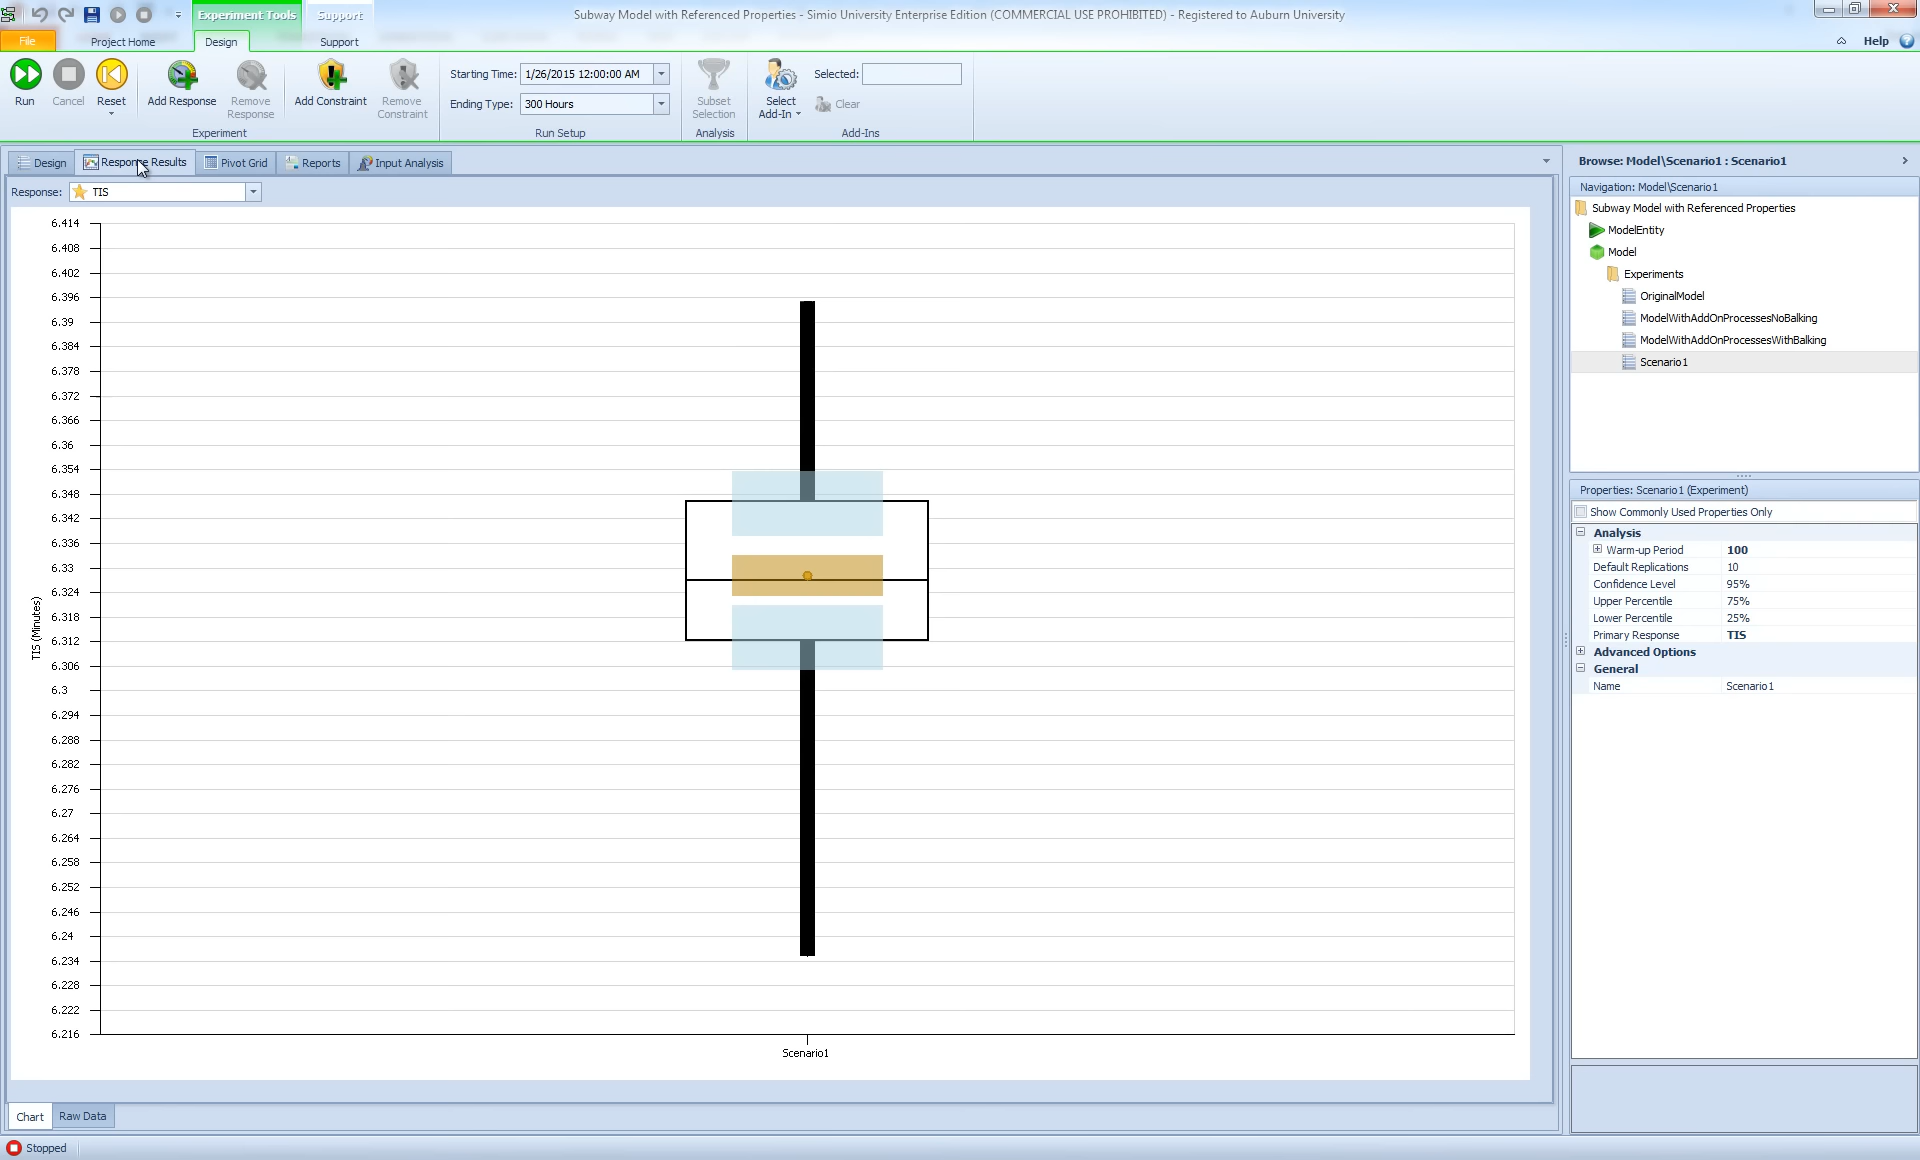 Experiment Tools
Support
Subway Model with Referenced Properties - Simio University Enterprise Edition (COMMERCIAL USE PROHIBITED) - Registered to Auburn University
File
Project Home
Design
Support
Help
Run
Cancel
Reset
Add Response
Remove Response
Add Constraint
Remove Constraint
Starting Time: 1/26/2015 12:00:00 AM
Ending Type: 300 Hours
Subset Selection
Select Add-In
Selected:
Clear
Experiment
Run Setup
Analysis
Add-Ins
Design
Response Results
Pivot Grid
Reports
Input Analysis
Response: TIS
6.414
6.408
6.402
6.396
6.39
6.384
6.378
6.372
6.366
6.36
6.354
6.348
6.342
6.336
6.33
6.324
6.318
6.312
6.306
6.3
6.294
6.288
6.282
6.276
6.27
6.264
6.258
6.252
6.246
6.24
6.234
6.228
6.222
6.216
TIS (Minutes)
Scenario1
Chart
Raw Data
Stopped
Browse: Model\Scenario1 : Scenario1
Navigation: Model\Scenario1
Subway Model with Referenced Properties
ModelEntity
Model
Experiments
OriginalModel
ModelWithAddOnProcessesNoBalking
ModelWithAddOnProcessesWithBalking
Scenario1
Properties: Scenario1 (Experiment)
Show Commonly Used Properties Only
Analysis
Warm-up Period 100
Default Replications 10
Confidence Level 95%
Upper Percentile 75%
Lower Percentile 25%
Primary Response TIS
Advanced Options
General
Name Scenario1